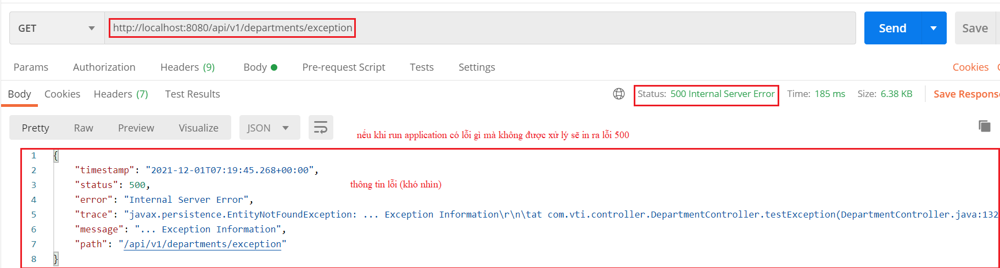 GET http://localhost:8080/api/v1/departments/exception Send Save
Params Authorization Headers (9) Body Pre-request Script Tests Settings Cookies
Body Cookies Headers (7) Test Results Status: 500 Internal Server Error Time: 185 ms Size: 6.38 KB Save Respons
Pretty Raw Preview Visualize JSON
nếu khi run application có lỗi gì mà không được xử lý sẽ in ra lỗi 500
1 {
2 "timestamp": "2021-12-01T07:19:45.268+00:00",
3 "status": 500,
thông tin lỗi (khó nhìn)
4 "error": "Internal Server Error",
5 "trace": "javax.persistence.EntityNotFoundException: ... Exception Information\r\n\tat com.vti.controller.DepartmentController.testException(DepartmentController.java:132
6 "message": "... Exception Information",
7 "path": "/api/v1/departments/exception"
8 }